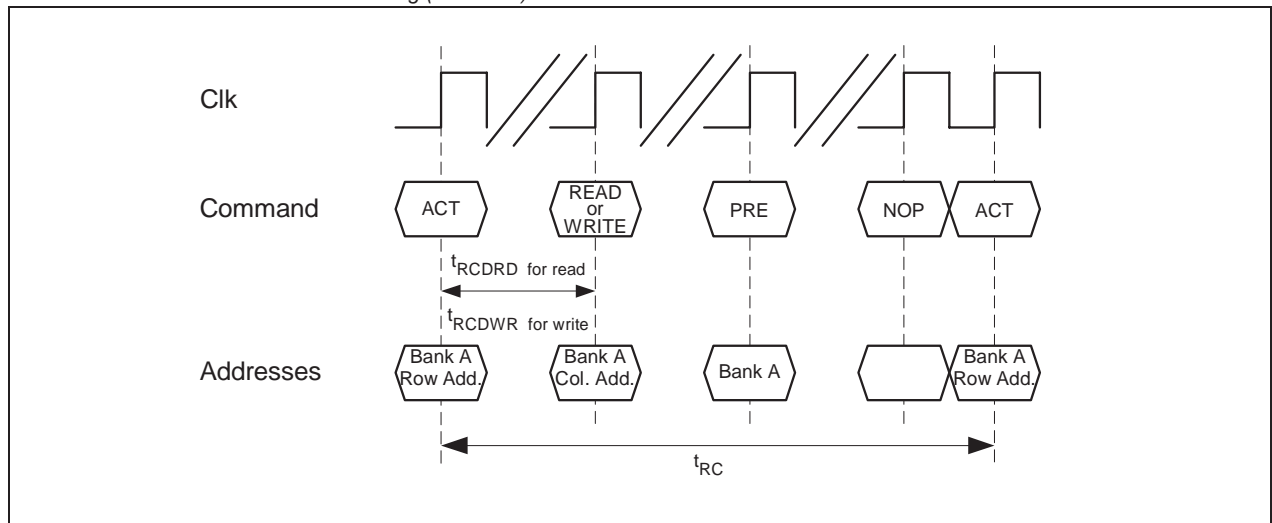 Clk
Command
ACT
READ
or
WRITE
PRE
NOP
ACT
tRCDRD for read
tRCDWR for write
Addresses
Bank A
Row Add.
Bank A
Col. Add.
Bank A
Bank A
Row Add.
tRC